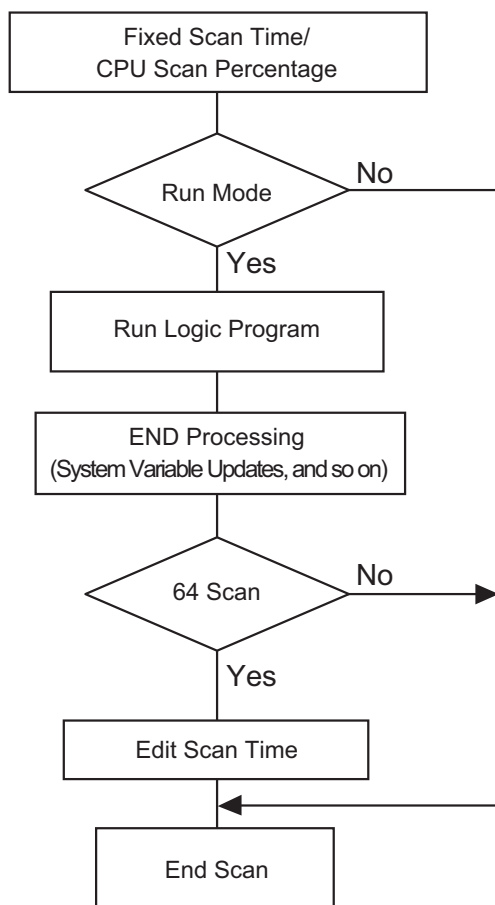 Fixed Scan Time/
CPU Scan Percentage
Run Mode
No
Yes
Run Logic Program
END Processing
(System Variable Updates, and so on)
64 Scan
No
Yes
Edit Scan Time
End Scan